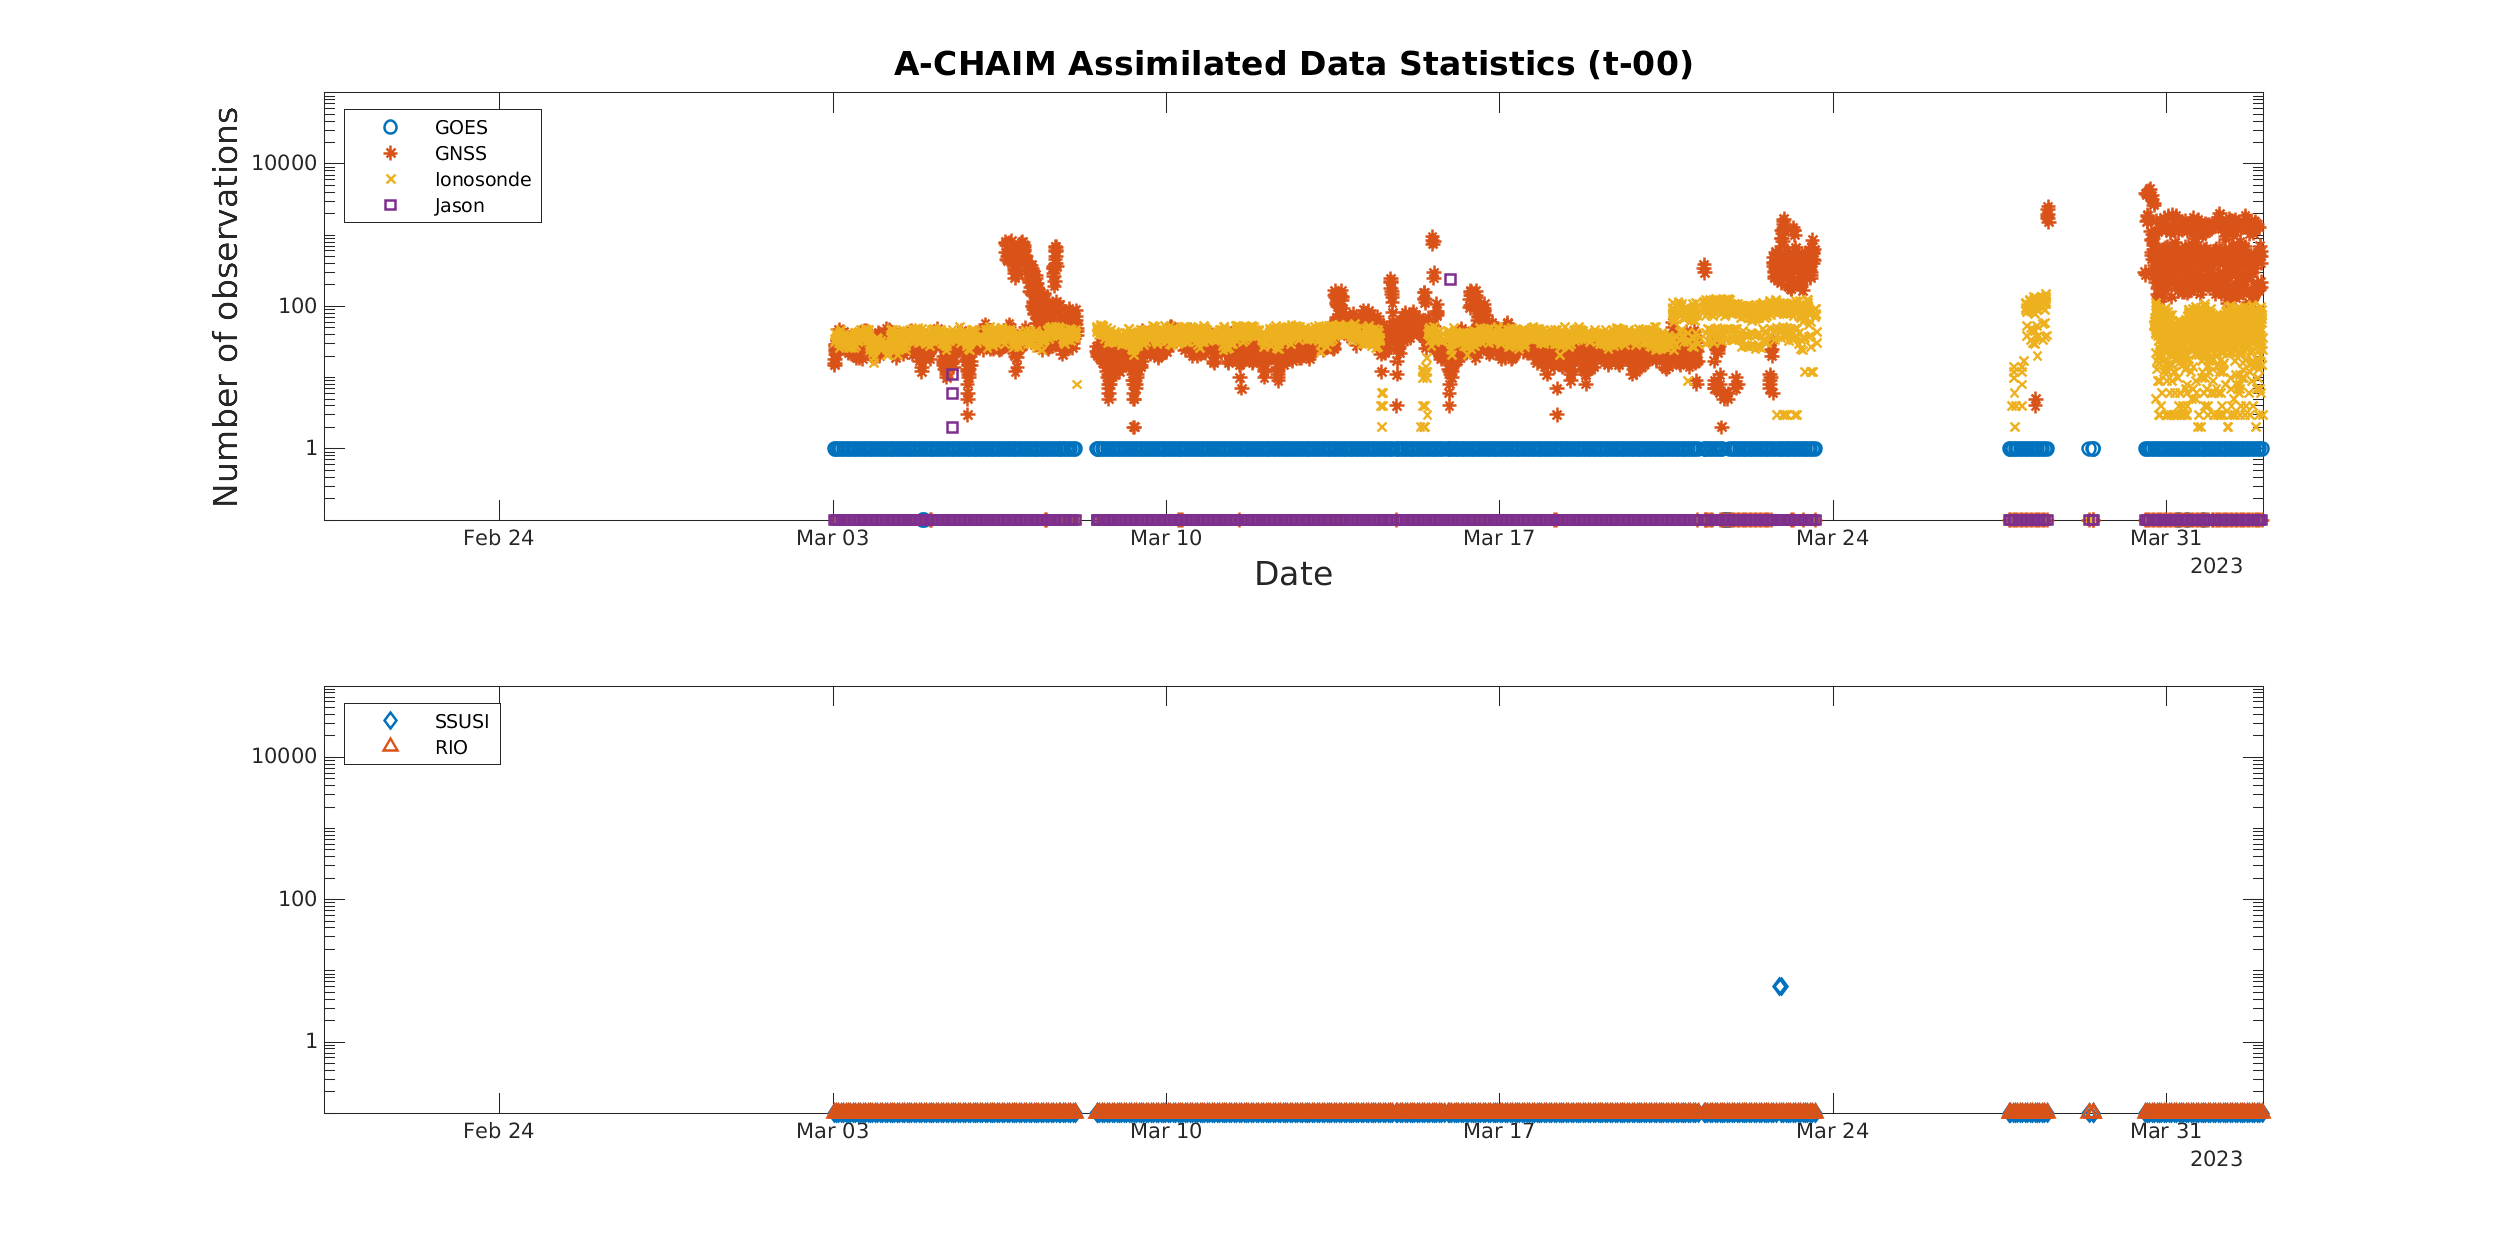 A-CHAIM Assimilated Data Statistics (t-00)
Number of observations
10000
100
1
GOES
GNSS
Ionosonde
Jason
Feb 24
Mar 03
Mar 10
Mar 17
Mar 24
Mar 31
2023
Date
10000
100
1
SSUSI
RIO
Feb 24
Mar 03
Mar 10
Mar 17
Mar 24
Mar 31
2023